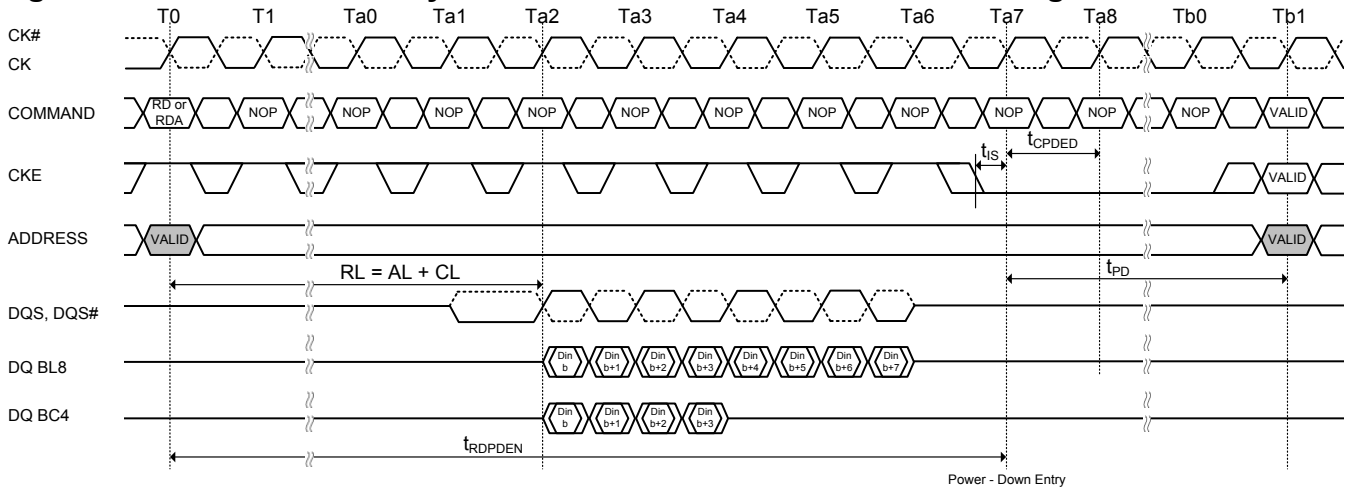 T0 T1 Ta0 Ta1 Ta2 Ta3 Ta4 Ta5 Ta6 Ta7 Ta8 Tb0 Tb1
CK#
CK
COMMAND RD or RDA NOP NOP NOP NOP NOP NOP NOP NOP NOP NOP NOP VALID
tIS tCPDED
CKE VALID
ADDRESS VALID VALID
RL = AL + CL tPD
DQS, DQS#
DQ BL8 Din b Din b+1 Din b+2 Din b+3 Din b+4 Din b+5 Din b+6 Din b+7
DQ BC4 Din b Din b+1 Din b+2 Din b+3
tRDPDEN
Power - Down Entry